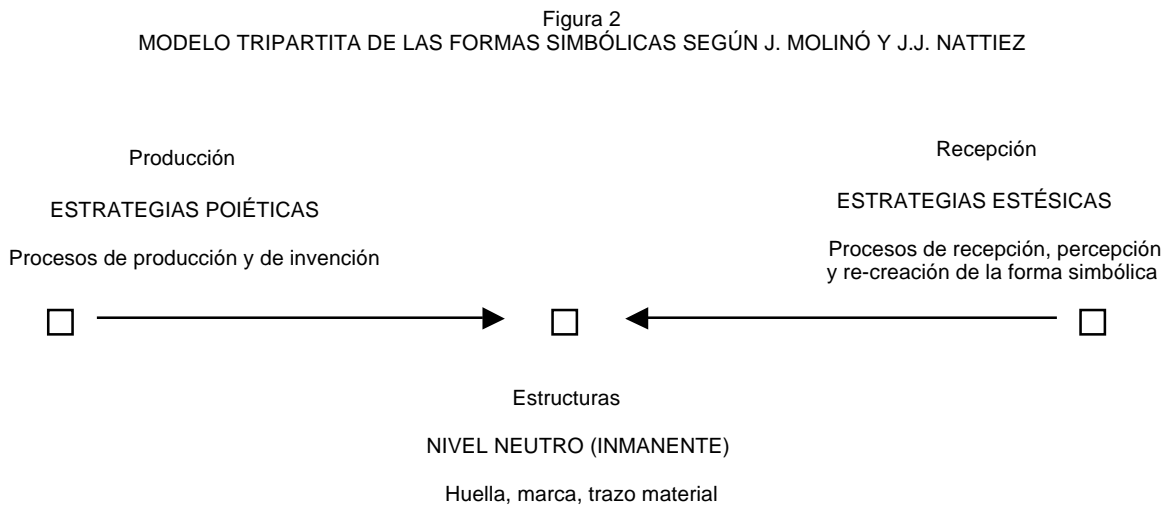 Figura 2
MODELO TRIPARTITA DE LAS FORMAS SIMBÓLICAS SEGÚN J. MOLINÓ Y J.J. NATTIEZ
Producción
ESTRATEGIAS POIÉTICAS
Procesos de producción y de invención
Recepción
ESTRATEGIAS ESTÉSICAS
Procesos de recepción, percepción
y re-creación de la forma simbólica
Estructuras
NIVEL NEUTRO (INMANENTE)
Huella, marca, trazo material